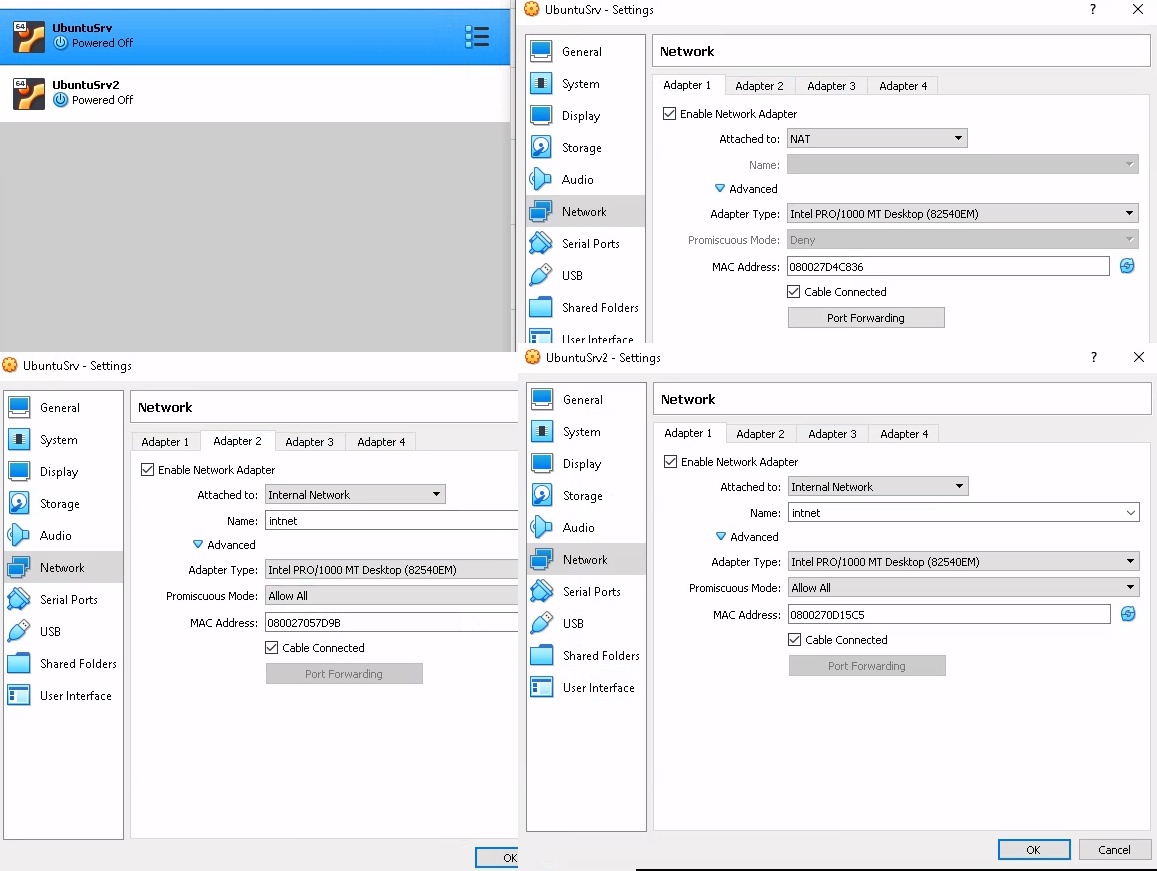 64
UbuntuSrv
Powered Off
64
UbuntuSrv2
Powered Off
UbuntuSrv - Settings
?
General
System
Display
Storage
Audio
Network
Serial Ports
USB
Shared Folders
User Interface
Network
Adapter 1 Adapter 2 Adapter 3 Adapter 4
Enable Network Adapter
Attached to: NAT
Name:
Advanced
Adapter Type: Intel PRO/1000 MT Desktop (82540EM)
Promiscuous Mode: Deny
MAC Address: 080027D4C836
Cable Connected
Port Forwarding
UbuntuSrv - Settings
General
System
Display
Storage
Audio
Network
Serial Ports
USB
Shared Folders
User Interface
Network
Adapter 1 Adapter 2 Adapter 3 Adapter 4
Enable Network Adapter
Attached to: Internal Network
Name: intnet
Advanced
Adapter Type: Intel PRO/1000 MT Desktop (82540EM)
Promiscuous Mode: Allow All
MAC Address: 080027057D9B
Cable Connected
Port Forwarding
OK
UbuntuSrv2 - Settings
?
General
System
Display
Storage
Audio
Network
Serial Ports
USB
Shared Folders
User Interface
Network
Adapter 1 Adapter 2 Adapter 3 Adapter 4
Enable Network Adapter
Attached to: Internal Network
Name: intnet
Advanced
Adapter Type: Intel PRO/1000 MT Desktop (82540EM)
Promiscuous Mode: Allow All
MAC Address: 0800270D15C5
Cable Connected
Port Forwarding
OK Cancel